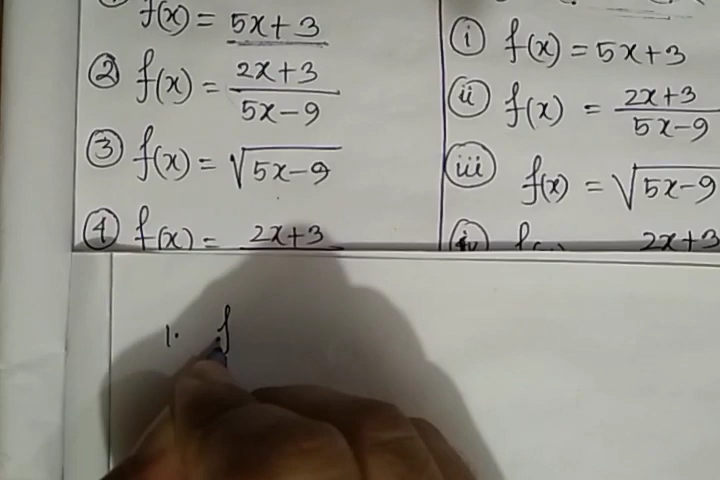 f(x) = 5x+3
② f(x) = 2x+3 / 5x-9
③ f(x) = √5x-9
④ f(x) = 2x+3
ⓘ f(x) = 5x+3
ⓘⓘ f(x) = 2x+3 / 5x-9
ⓘⓘⓘ f(x) = √5x-9
iv 2x+3
1. f